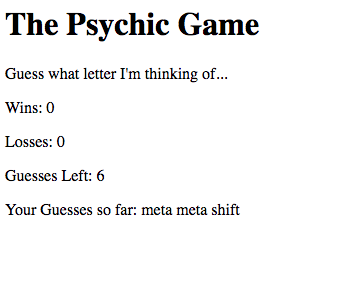 The Psychic Game
Guess what letter I'm thinking of...
Wins: 0
Losses: 0
Guesses Left: 6
Your Guesses so far: meta meta shift